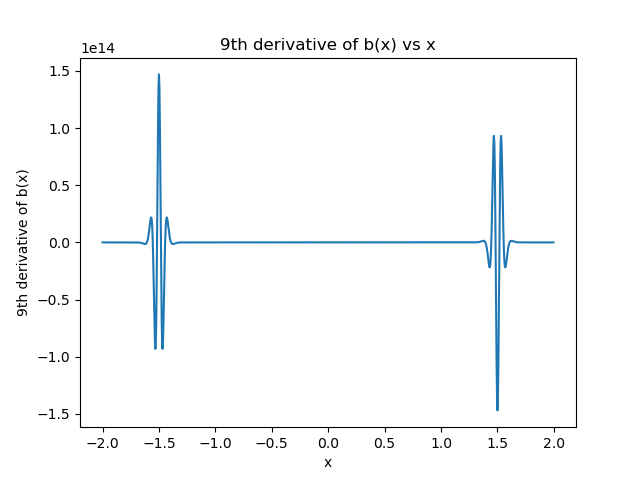 9th derivative of b(x) vs x
1e14
1.5
1.0
0.5
0.0
−0.5
−1.0
−1.5
9th derivative of b(x)
−2.0 −1.5 −1.0 −0.5 0.0 0.5 1.0 1.5 2.0
x